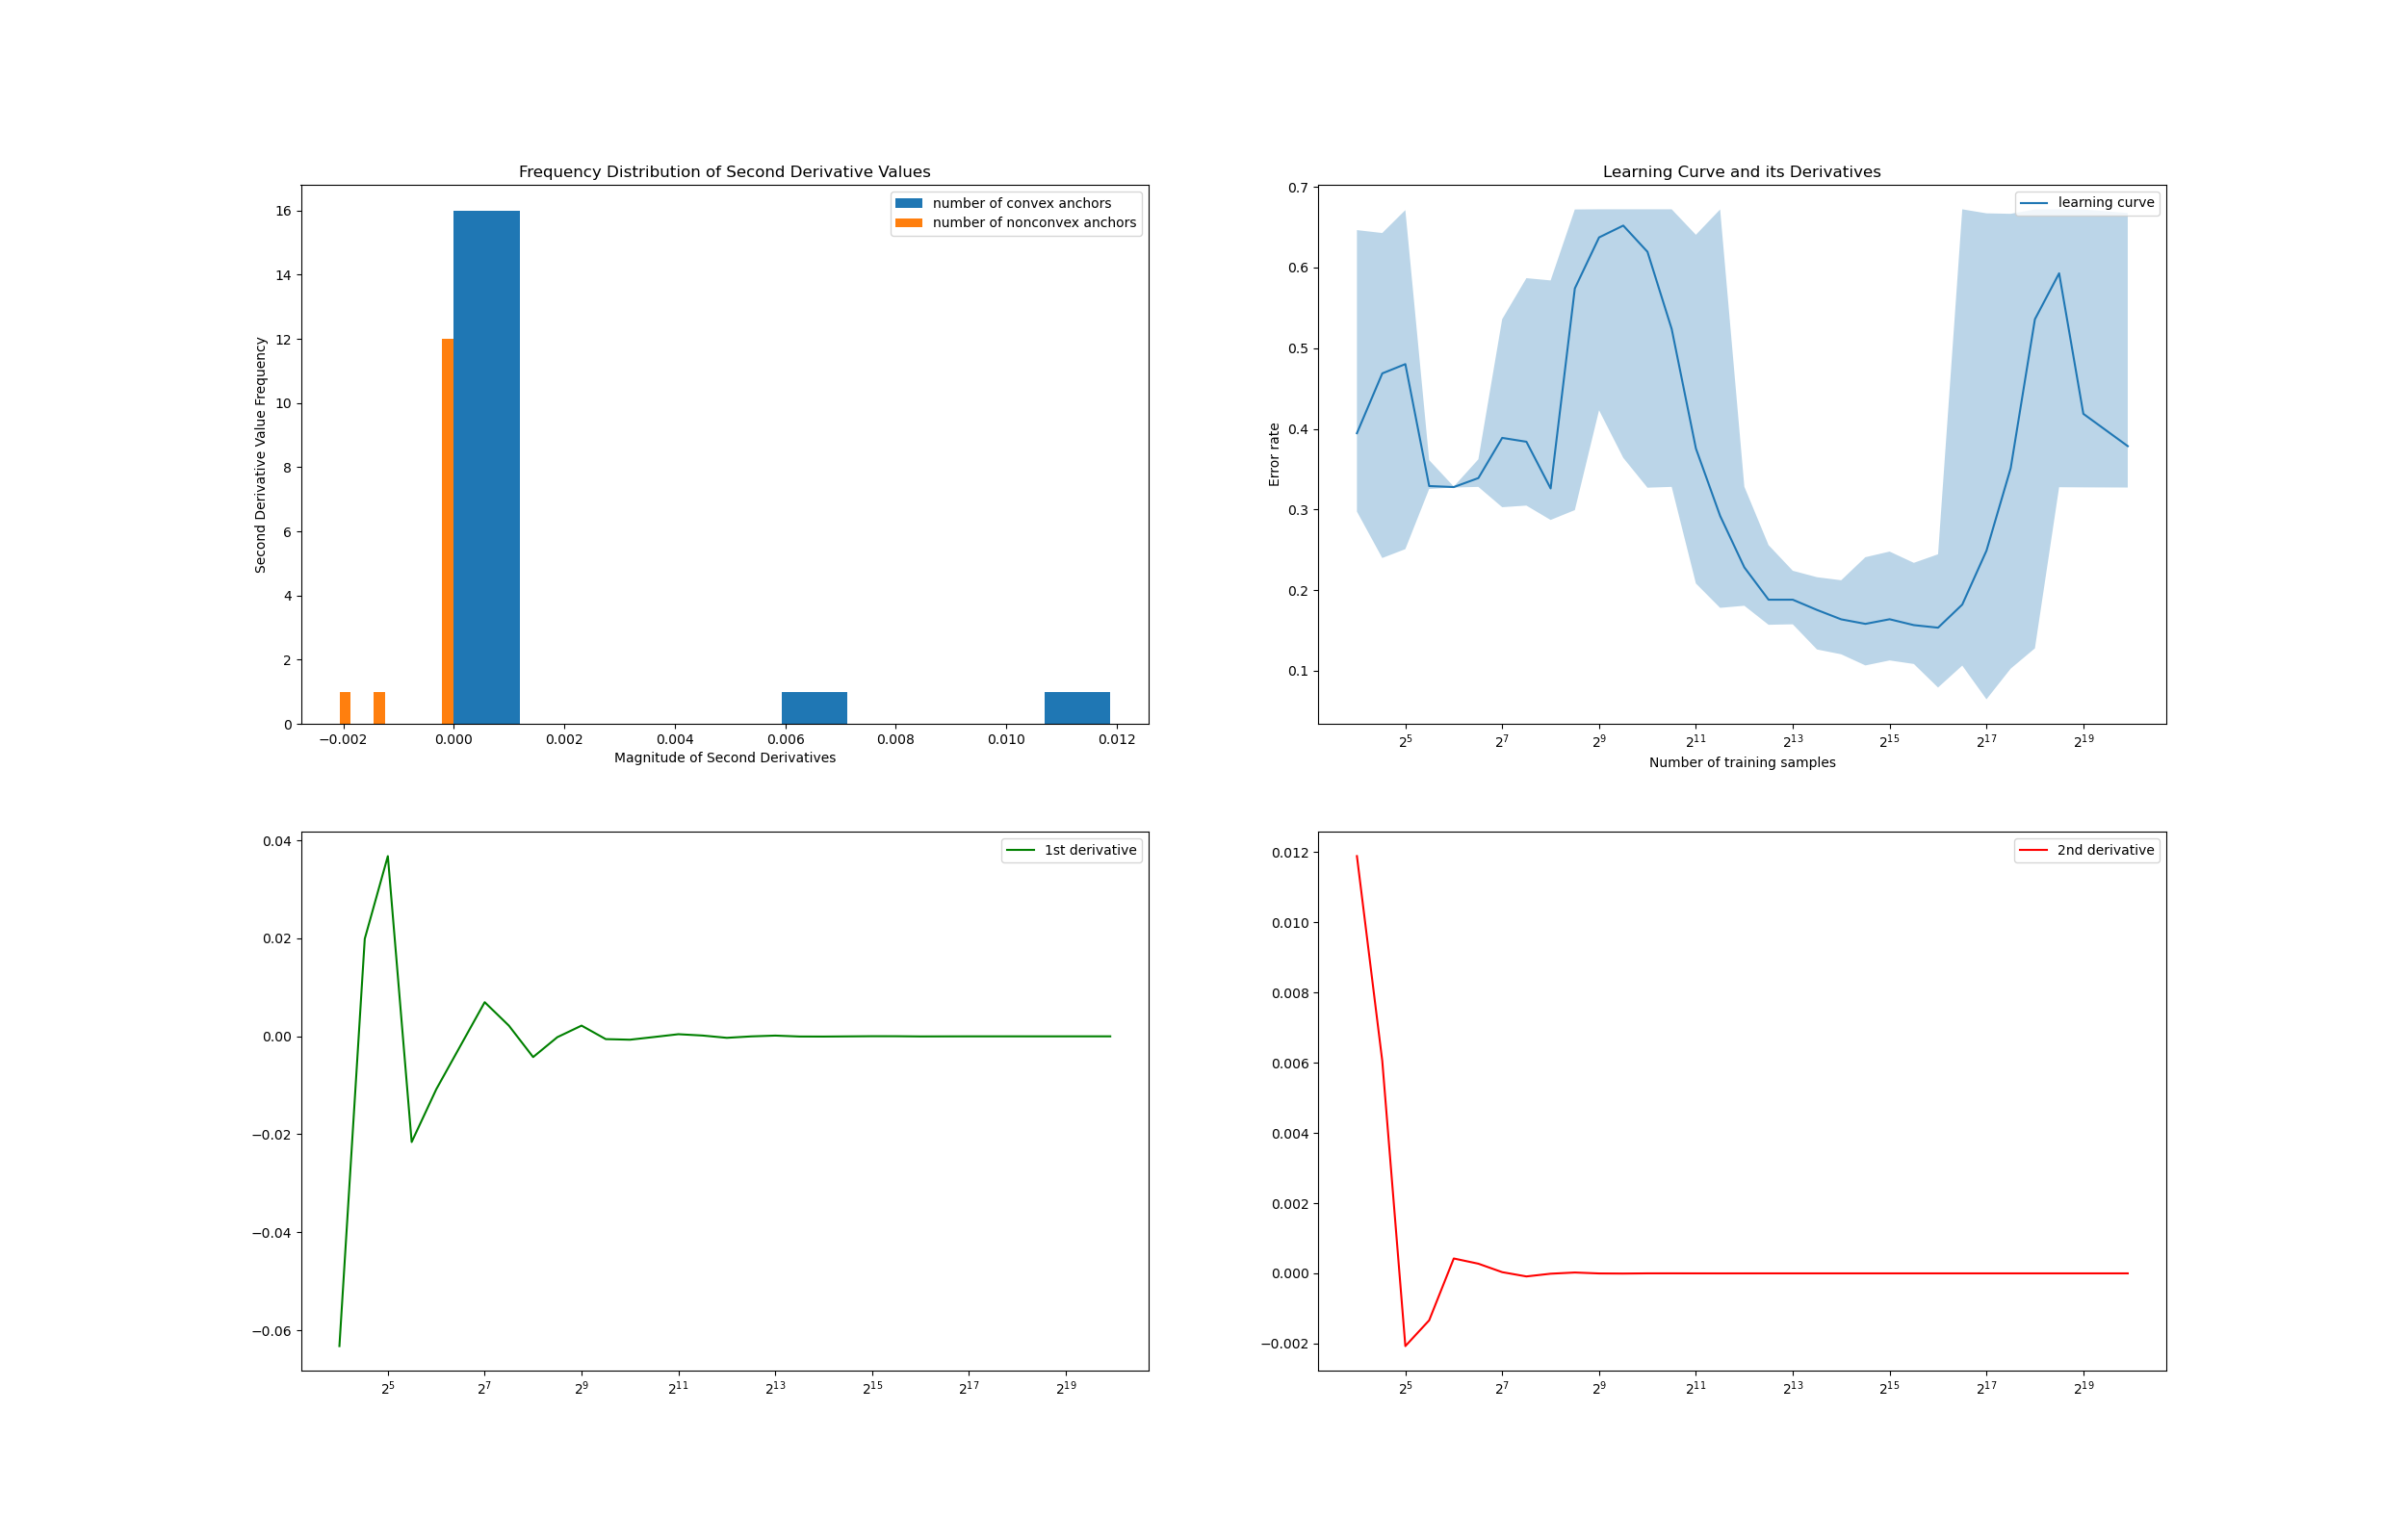 Frequency Distribution of Second Derivative Values
number of convex anchors
number of nonconvex anchors
Second Derivative Value Frequency
16
14
12
10
8
6
4
2
0
−0.002 0.000 0.002 0.004 0.006 0.008 0.010 0.012
Magnitude of Second Derivatives
Learning Curve and its Derivatives
learning curve
Error rate
0.7
0.6
0.5
0.4
0.3
0.2
0.1
2⁵ 2⁷ 2⁹ 2¹¹ 2¹³ 2¹⁵ 2¹⁷ 2¹⁹
Number of training samples
1st derivative
0.04
0.02
0.00
−0.02
−0.04
−0.06
2⁵ 2⁷ 2⁹ 2¹¹ 2¹³ 2¹⁵ 2¹⁷ 2¹⁹
2nd derivative
0.012
0.010
0.008
0.006
0.004
0.002
0.000
−0.002
2⁵ 2⁷ 2⁹ 2¹¹ 2¹³ 2¹⁵ 2¹⁷ 2¹⁹